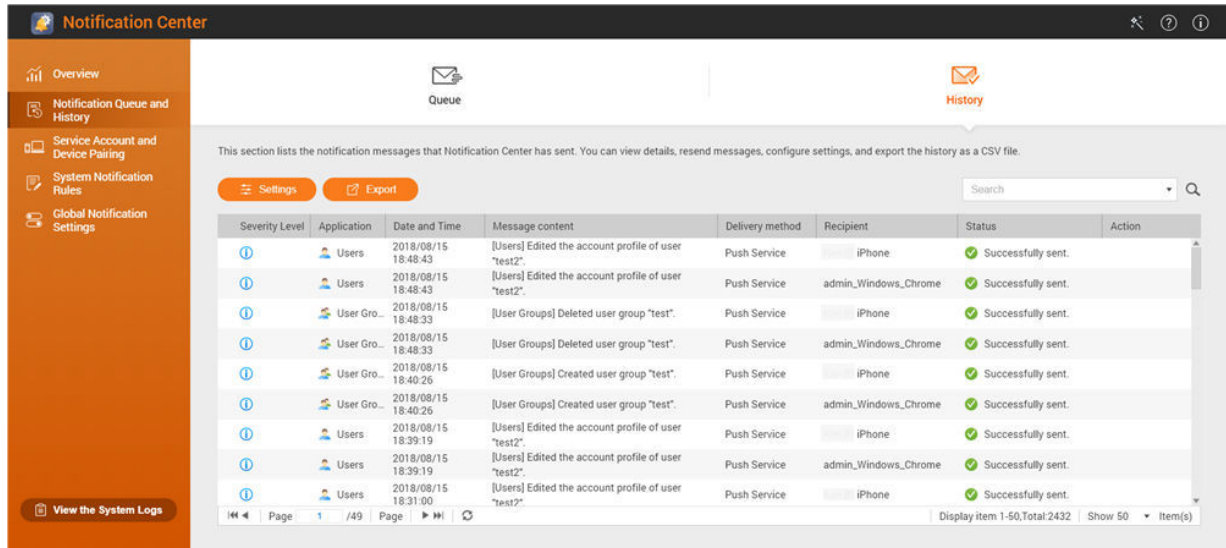 Notification Center
Overview
Notification Queue and
History
Service Account and
Device Pairing
System Notification
Rules
Global Notification
Settings
View the System Logs
Queue
History
This section lists the notification messages that Notification Center has sent. You can view details, resend messages, configure settings, and export the history as a CSV file.
Settings Export Search
Severity Level Application Date and Time Message content Delivery method Recipient Status Action
Users 2018/08/15 18:48:43 [Users] Edited the account profile of user "test2". Push Service iPhone Successfully sent.
Users 2018/08/15 18:48:43 [Users] Edited the account profile of user "test2". Push Service admin_Windows_Chrome Successfully sent.
User Gro... 2018/08/15 18:48:33 [User Groups] Deleted user group "test". Push Service iPhone Successfully sent.
User Gro... 2018/08/15 18:48:33 [User Groups] Deleted user group "test". Push Service admin_Windows_Chrome Successfully sent.
User Gro... 2018/08/15 18:40:26 [User Groups] Created user group "test". Push Service iPhone Successfully sent.
User Gro... 2018/08/15 18:40:26 [User Groups] Created user group "test". Push Service admin_Windows_Chrome Successfully sent.
Users 2018/08/15 18:39:19 [Users] Edited the account profile of user "test2". Push Service iPhone Successfully sent.
Users 2018/08/15 18:39:19 [Users] Edited the account profile of user "test2". Push Service admin_Windows_Chrome Successfully sent.
Users 2018/08/15 18:31:00 [Users] Edited the account profile of user "test2". Push Service iPhone Successfully sent.
Page 1 /49 Page Display item 1-50,Total:2432 Show 50 Item(s)